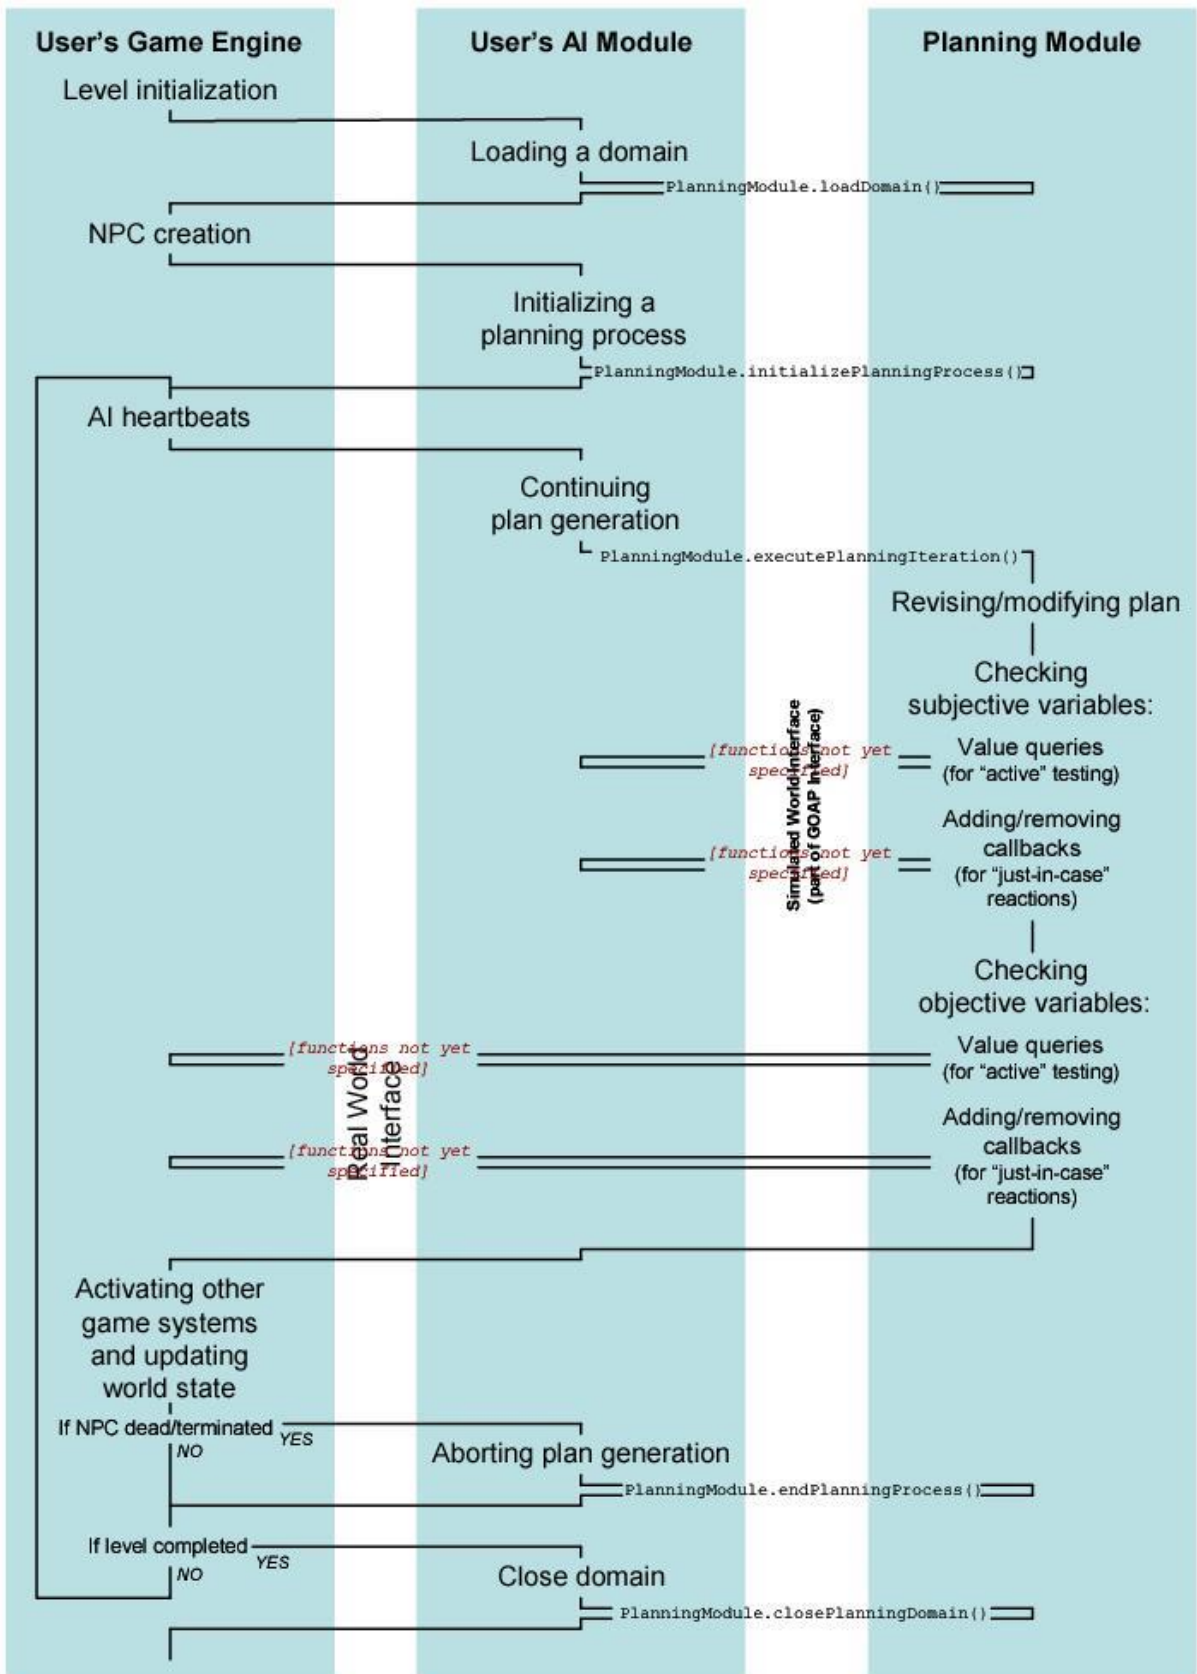 User's Game Engine
User's AI Module
Planning Module
Level initialization
Loading a domain
PlanningModule.loadDomain()
NPC creation
Initializing a
planning process
PlanningModule.initializePlanningProcess()
AI heartbeats
Continuing
plan generation
PlanningModule.executePlanningIteration()
Revising/modifying plan
Checking
subjective variables:
Simulated World Interface
(part of GOAP Interface)
[functions not yet
specified]
Value queries
(for "active" testing)
[functions not yet
specified]
Adding/removing
callbacks
(for "just-in-case"
reactions)
Checking
objective variables:
Real World
Interface
[functions not yet
specified]
Value queries
(for "active" testing)
[functions not yet
specified]
Adding/removing
callbacks
(for "just-in-case"
reactions)
Activating other
game systems
and updating
world state
If NPC dead/terminated
YES
NO
Aborting plan generation
PlanningModule.endPlanningProcess()
If level completed
YES
NO
Close domain
PlanningModule.closePlanningDomain()